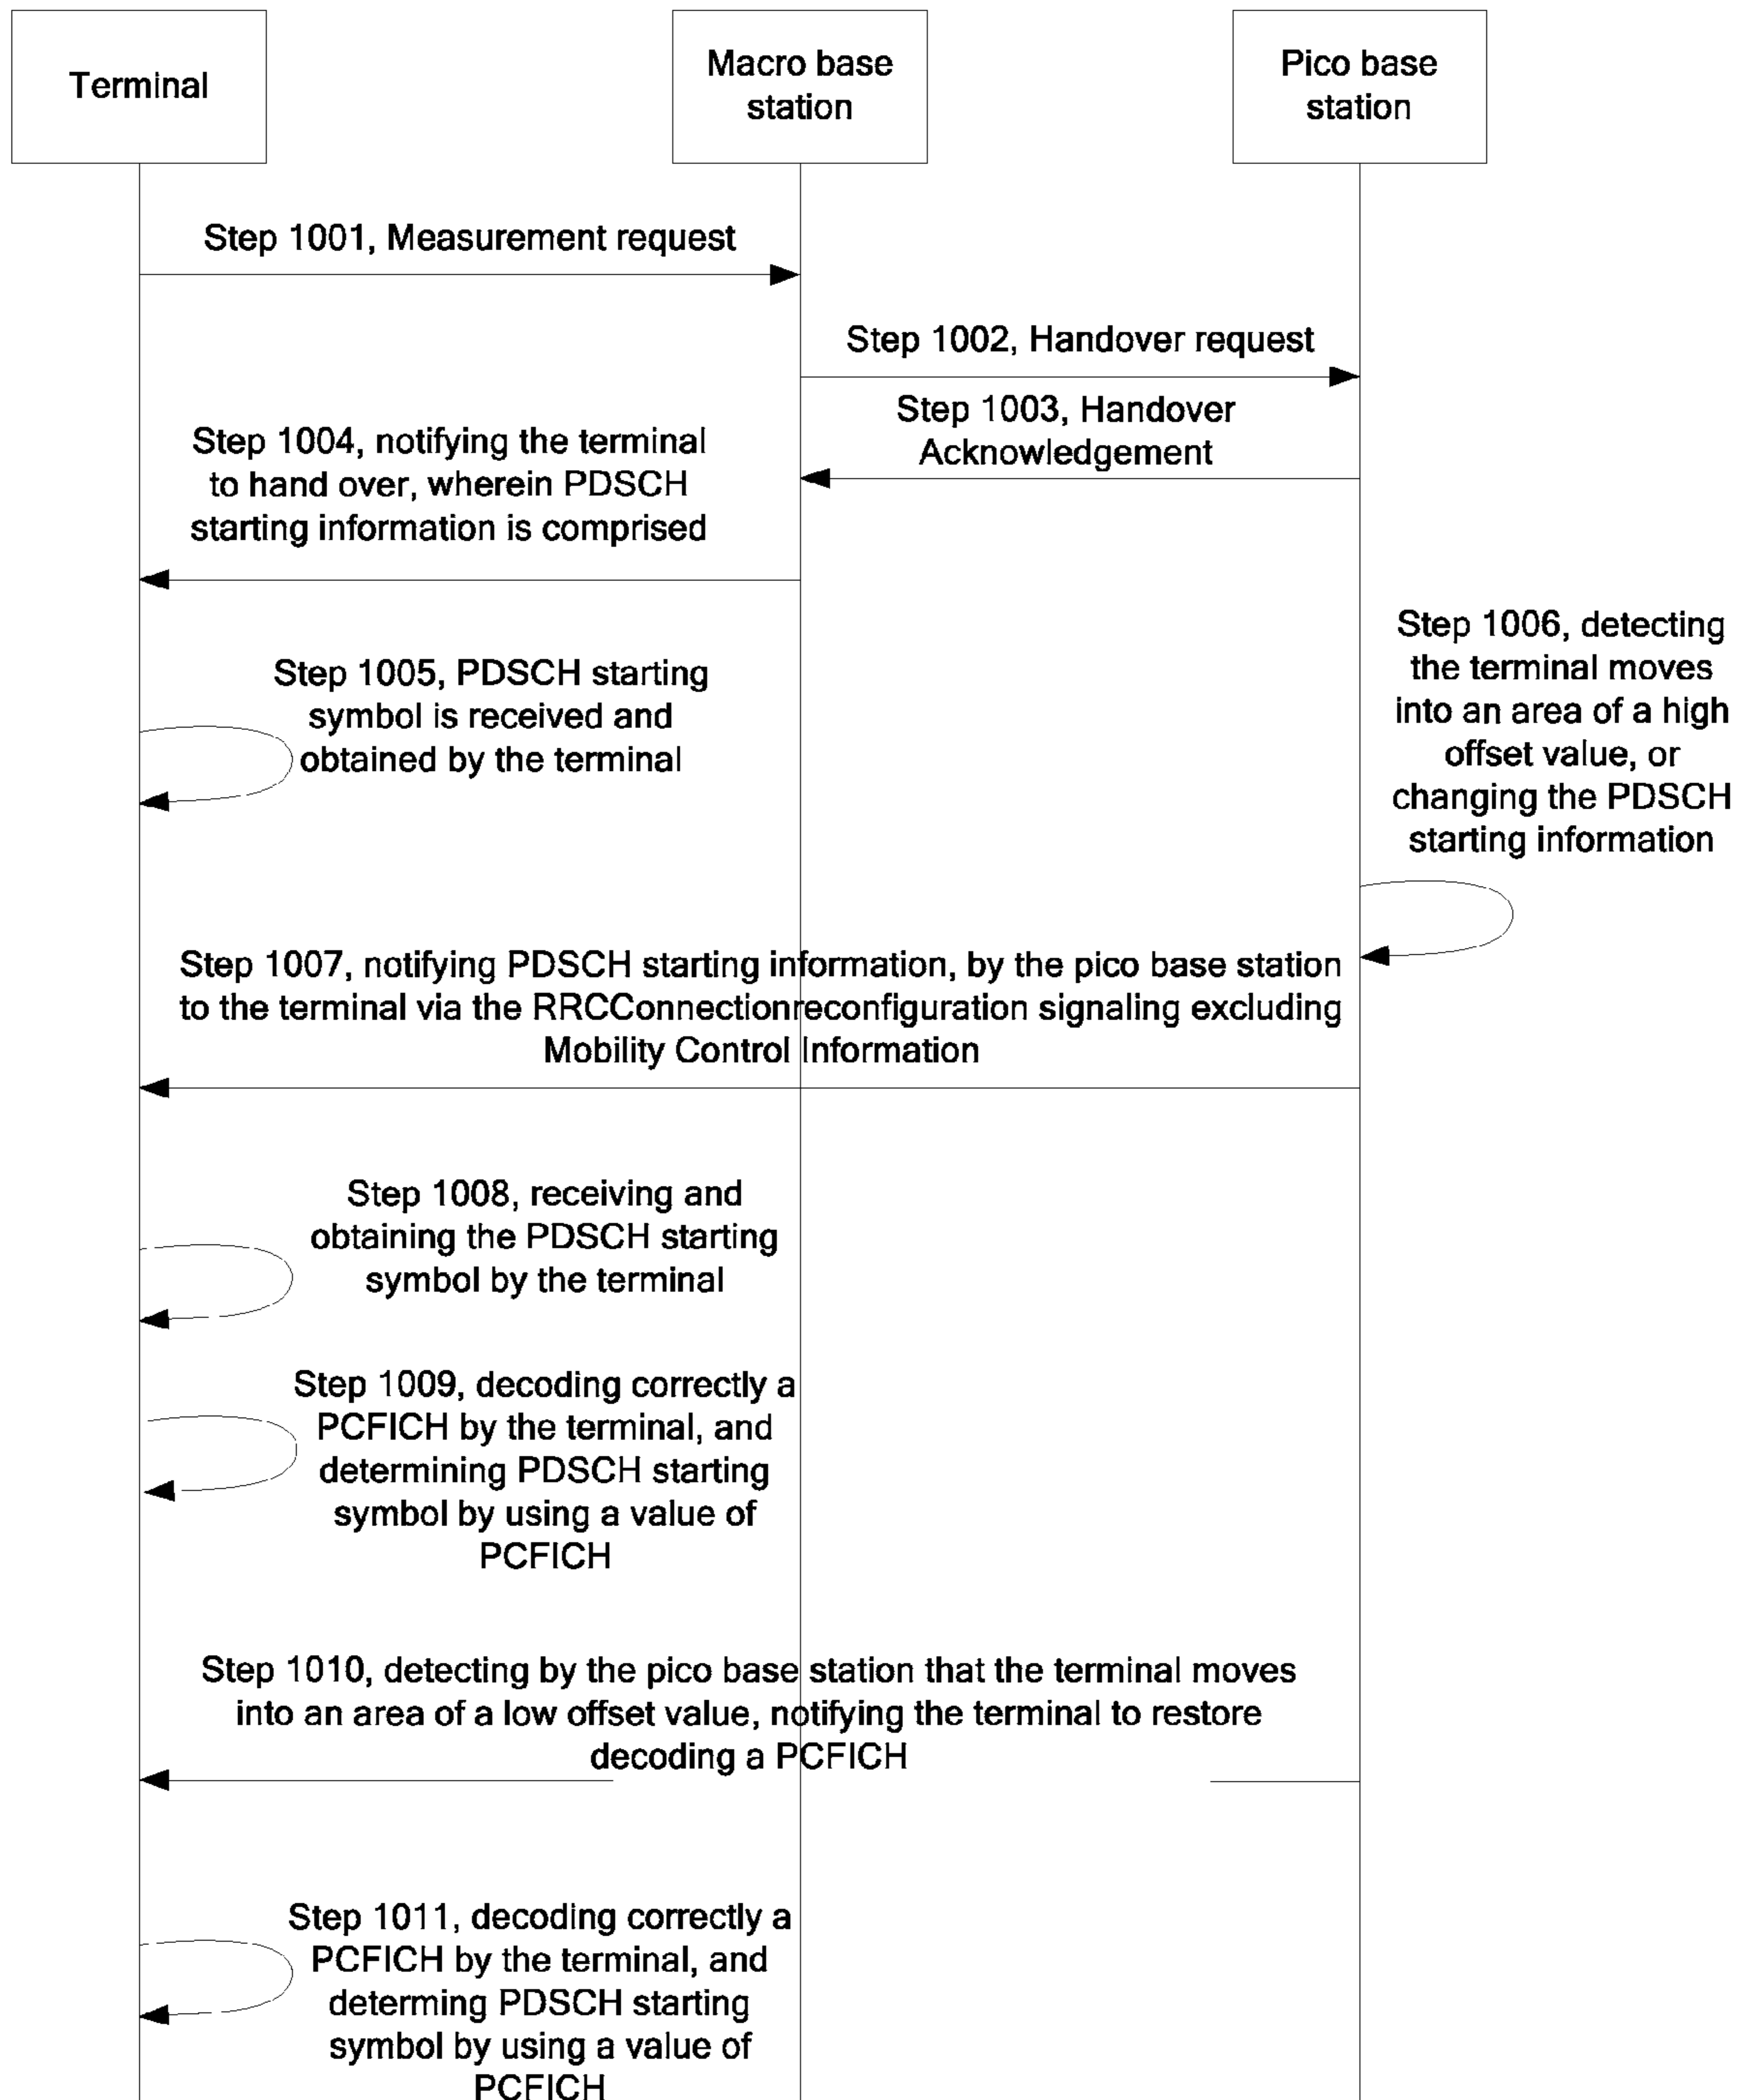 Terminal
Macro base
station
Pico base
station
Step 1001, Measurement request
Step 1002, Handover request
Step 1003, Handover
Acknowledgement
Step 1004, notifying the terminal
to hand over, wherein PDSCH
starting information is comprised
Step 1005, PDSCH starting
symbol is received and
obtained by the terminal
Step 1006, detecting
the terminal moves
into an area of a high
offset value, or
changing the PDSCH
starting information
Step 1007, notifying PDSCH starting information, by the pico base station
to the terminal via the RRCConnectionreconfiguration signaling excluding
Mobility Control Information
Step 1008, receiving and
obtaining the PDSCH starting
symbol by the terminal
Step 1009, decoding correctly a
PCFICH by the terminal, and
determining PDSCH starting
symbol by using a value of
PCFICH
Step 1010, detecting by the pico base station that the terminal moves
into an area of a low offset value, notifying the terminal to restore
decoding a PCFICH
Step 1011, decoding correctly a
PCFICH by the terminal, and
determing PDSCH starting
symbol by using a value of
PCFICH